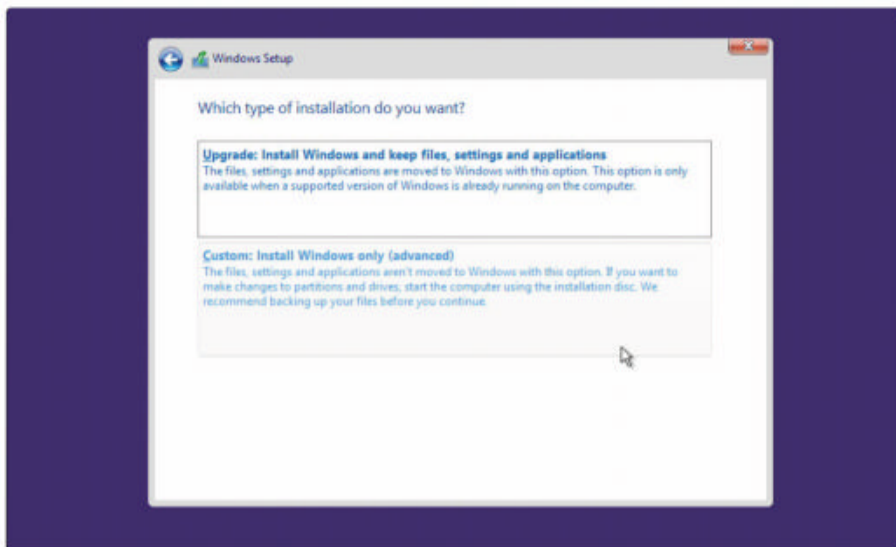 Windows Setup
Which type of installation do you want?
Upgrade: Install Windows and keep files, settings and applications
The files, settings and applications are moved to Windows with this option. This option is only
available when a supported version of Windows is already running on the computer.
Custom: Install Windows only (advanced)
The files, settings and applications aren't moved to Windows with this option. If you want to
make changes to partitions and drives, start the computer using the installation disc. We
recommend backing up your files before you continue.